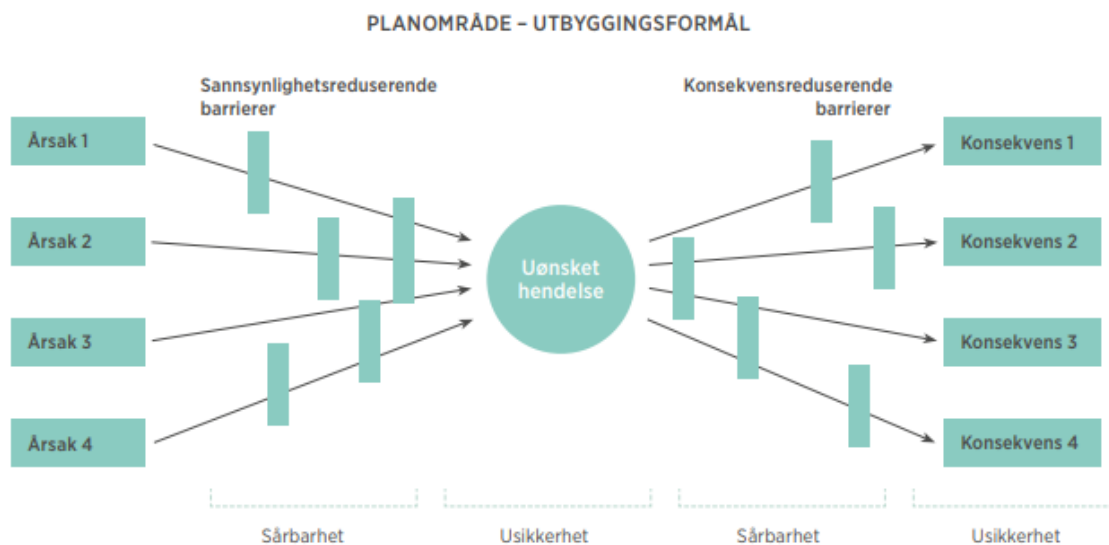 PLANOMRÅDE – UTBYGGINGSFORMÅL
Sannsynlighetsreduserende
barrierer
Konsekvensreduserende
barrierer
Årsak 1
Årsak 2
Årsak 3
Årsak 4
Uønsket
hendelse
Konsekvens 1
Konsekvens 2
Konsekvens 3
Konsekvens 4
Sårbarhet
Usikkerhet
Sårbarhet
Usikkerhet